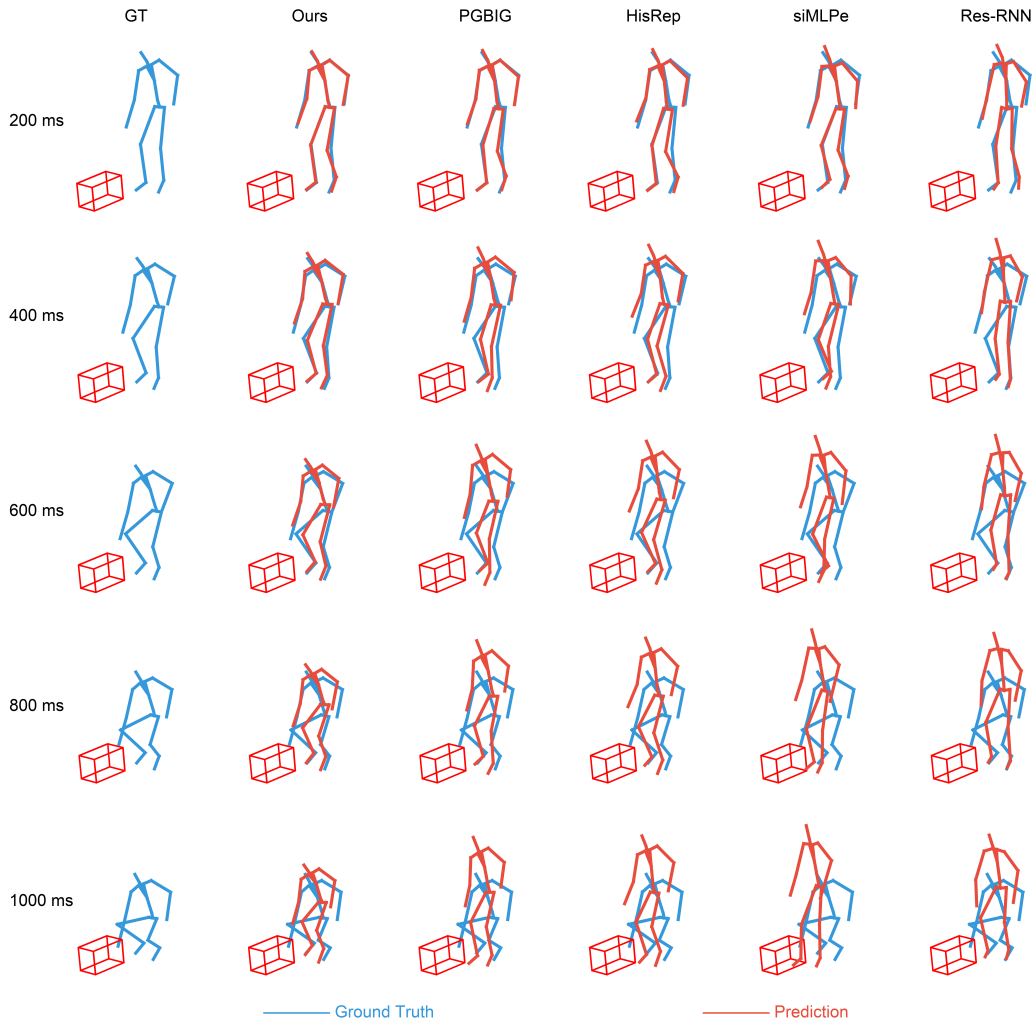 GT Ours PGBIG HisRep siMLPe Res-RNN
200 ms
400 ms
600 ms
800 ms
1000 ms
Ground Truth Prediction